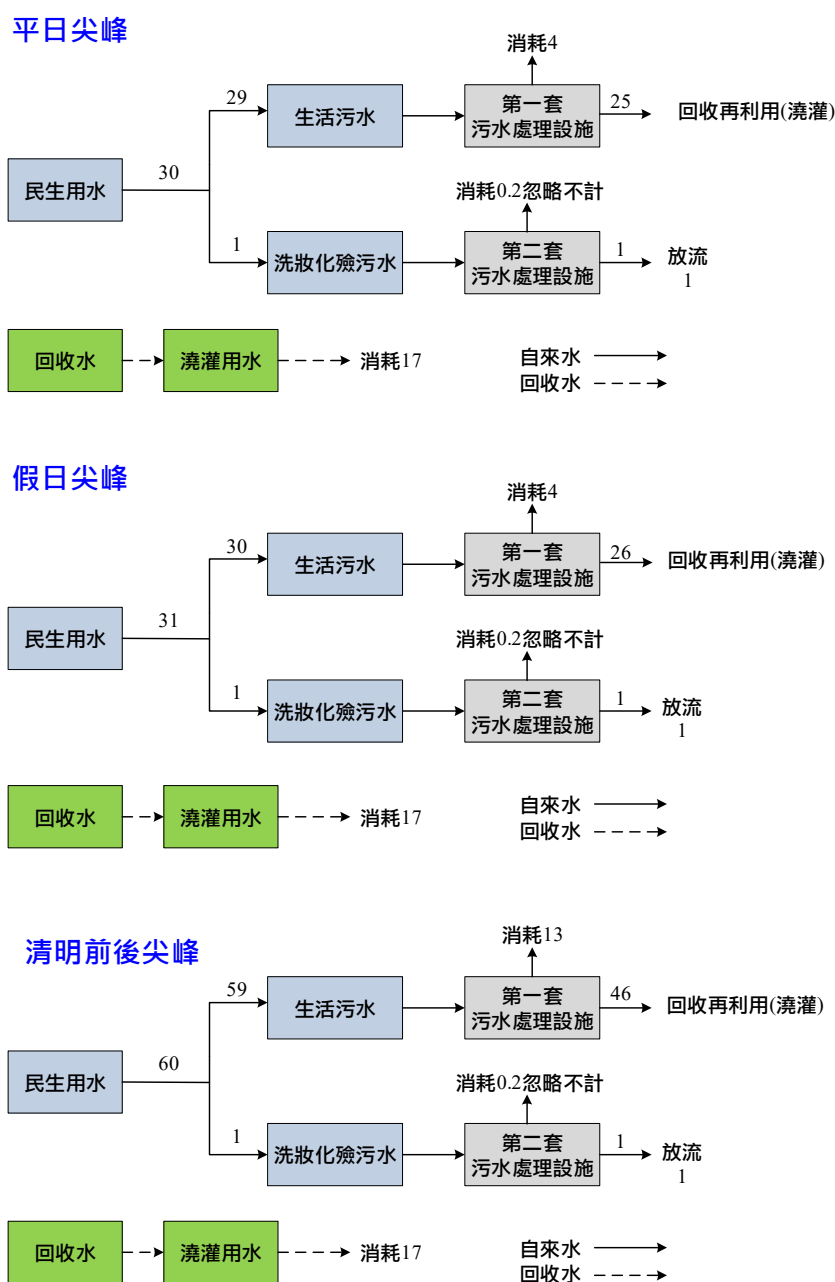 平日尖峰
消耗4
29
生活污水
第一套
污水處理設施
25
回收再利用(澆灌)
民生用水
30
消耗0.2忽略不計
1
洗妝化殮污水
第二套
污水處理設施
1
放流
1
回收水
澆灌用水
消耗17
自來水
回收水
假日尖峰
消耗4
30
生活污水
第一套
污水處理設施
26
回收再利用(澆灌)
民生用水
31
消耗0.2忽略不計
1
洗妝化殮污水
第二套
污水處理設施
1
放流
1
回收水
澆灌用水
消耗17
自來水
回收水
清明前後尖峰
消耗13
59
生活污水
第一套
污水處理設施
46
回收再利用(澆灌)
民生用水
60
消耗0.2忽略不計
1
洗妝化殮污水
第二套
污水處理設施
1
放流
1
回收水
澆灌用水
消耗17
自來水
回收水